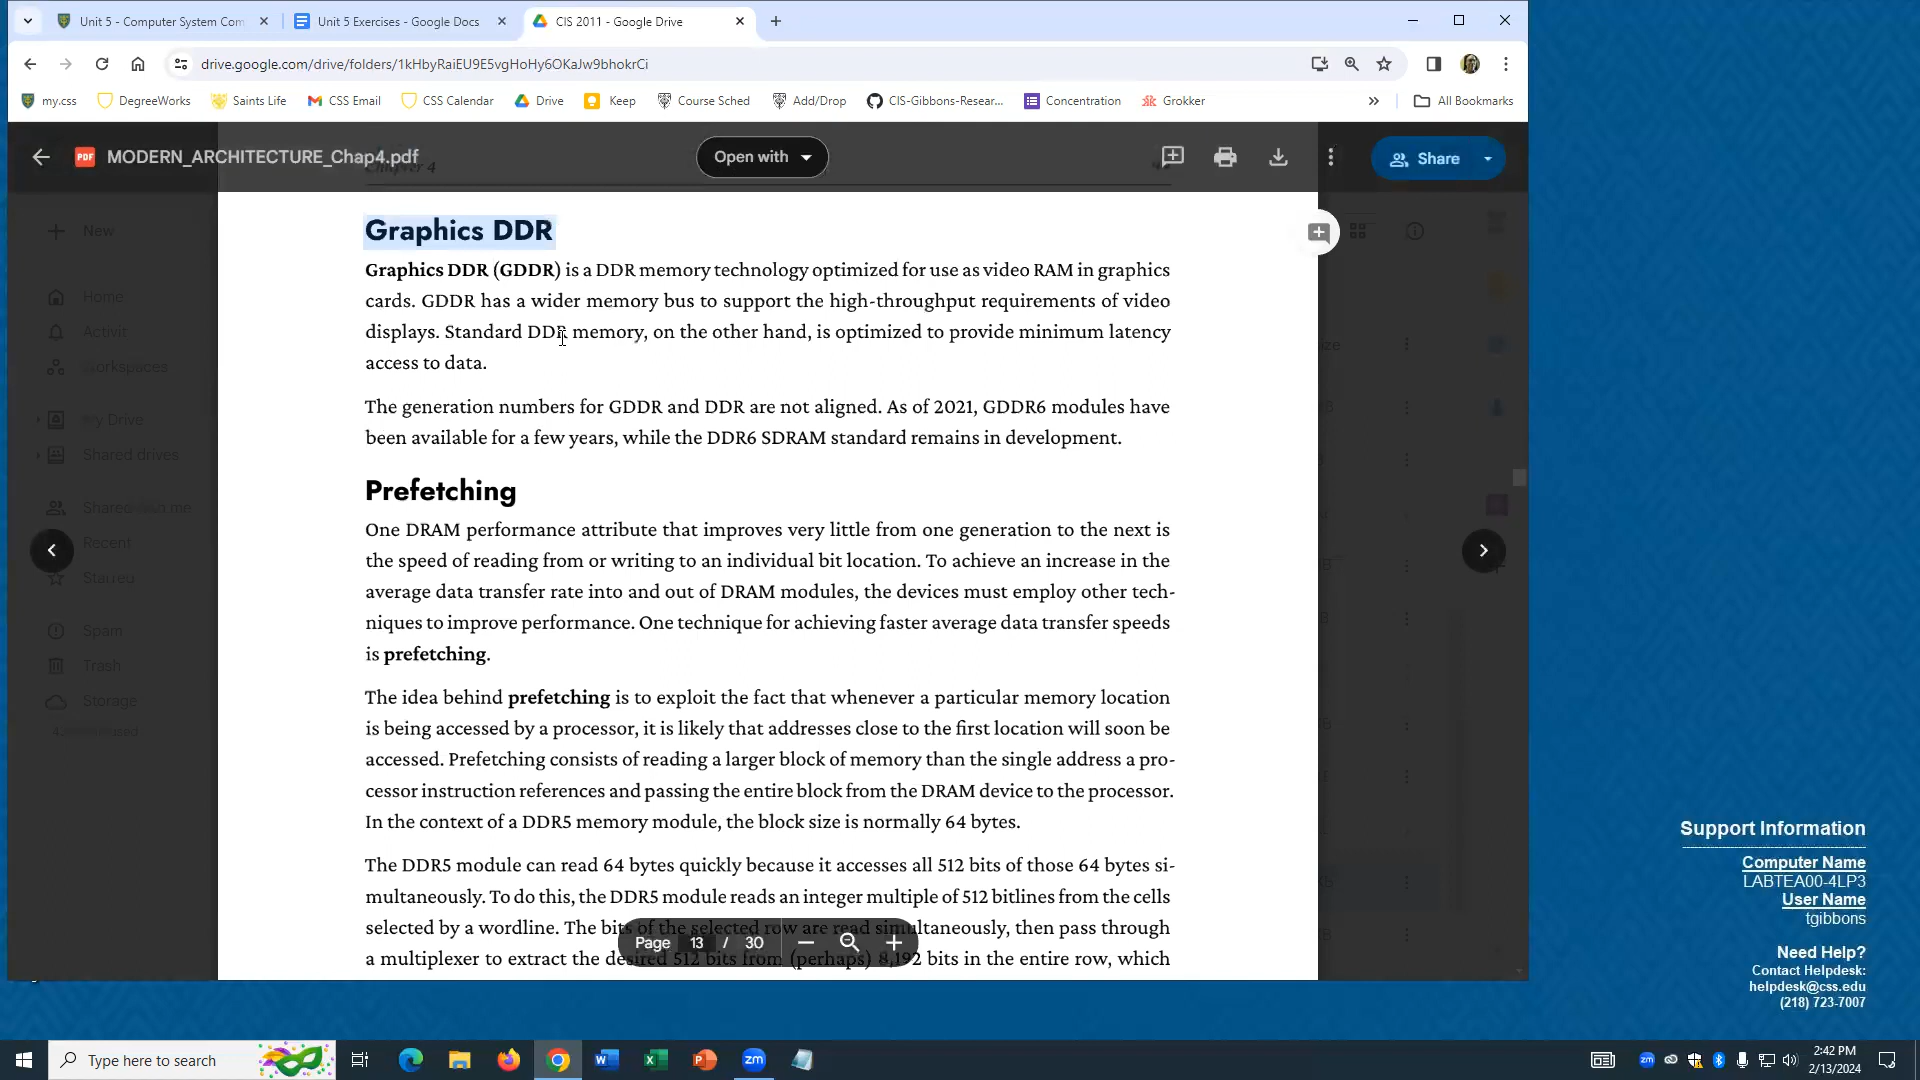 Unit 5 - Computer System Com
Unit 5 Exercises - Google Docs
CIS 2011 - Google Drive
drive.google.com/drive/folders/1kHbyRaiEU9E5vgHoHy6OKaJw9bhokrCi
my.css
DegreeWorks
Saints Life
CSS Email
CSS Calendar
Drive
Keep
Course Sched
Add/Drop
CIS-Gibbons-Resear...
Concentration
Grokker
All Bookmarks
PDF
MODERN_ARCHITECTURE_Chap4.pdf
Open with
Share
Chapter 4
New
Home
Shared drives
Recent
Spam
Trash
Storage
Graphics DDR
Graphics DDR (GDDR) is a DDR memory technology optimized for use as video RAM in graphics
cards. GDDR has a wider memory bus to support the high-throughput requirements of video
displays. Standard DDR memory, on the other hand, is optimized to provide minimum latency
access to data.
The generation numbers for GDDR and DDR are not aligned. As of 2021, GDDR6 modules have
been available for a few years, while the DDR6 SDRAM standard remains in development.
Prefetching
One DRAM performance attribute that improves very little from one generation to the next is
the speed of reading from or writing to an individual bit location. To achieve an increase in the
average data transfer rate into and out of DRAM modules, the devices must employ other tech-
niques to improve performance. One technique for achieving faster average data transfer speeds
is prefetching.
The idea behind prefetching is to exploit the fact that whenever a particular memory location
is being accessed by a processor, it is likely that addresses close to the first location will soon be
accessed. Prefetching consists of reading a larger block of memory than the single address a pro-
cessor instruction references and passing the entire block from the DRAM device to the processor.
In the context of a DDR5 memory module, the block size is normally 64 bytes.
The DDR5 module can read 64 bytes quickly because it accesses all 512 bits of those 64 bytes si-
multaneously. To do this, the DDR5 module reads an integer multiple of 512 bitlines from the cells
selected by a wordline. The bits of the selected row are read simultaneously, then pass through
a multiplexer to extract the desired 512 bits from (perhaps) 8,192 bits in the entire row, which
Page 13 / 30
Support Information
Computer Name
LABTEA00-4LP3
User Name
tgibbons
Need Help?
Contact Helpdesk:
helpdesk@css.edu
(218) 723-7007
Type here to search
2:42 PM
2/13/2024